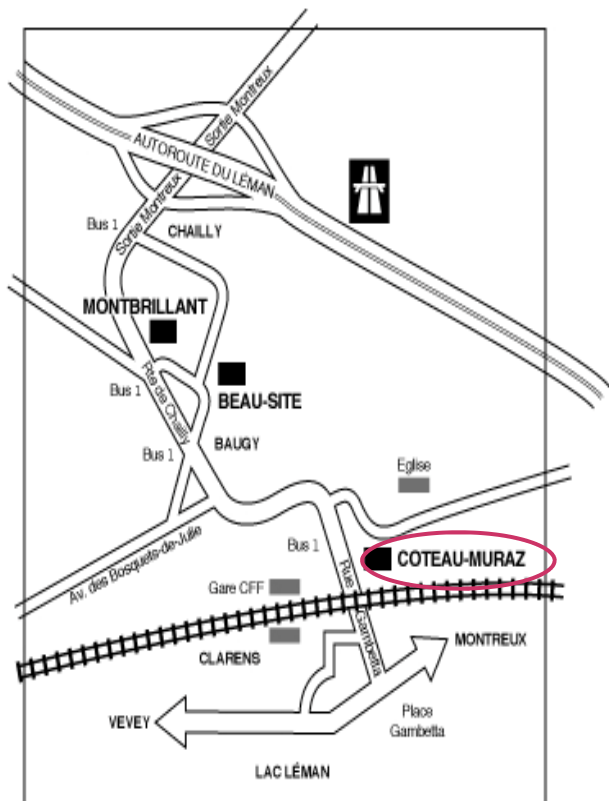 Sortie Montreux
AUTOROUTE DU LÉMAN
Sortie Montreux
Bus 1
CHAILLY
MONTBRILLANT
Rte de Chailly
Bus 1
BEAU-SITE
BAUGY
Bus 1
Eglise
Av. des Bosquets-de-Julie
Bus 1
COTEAU-MURAZ
Gare CFF
Rue Gambetta
CLARENS
MONTREUX
VEVEY
Place
Gambetta
LAC LÉMAN